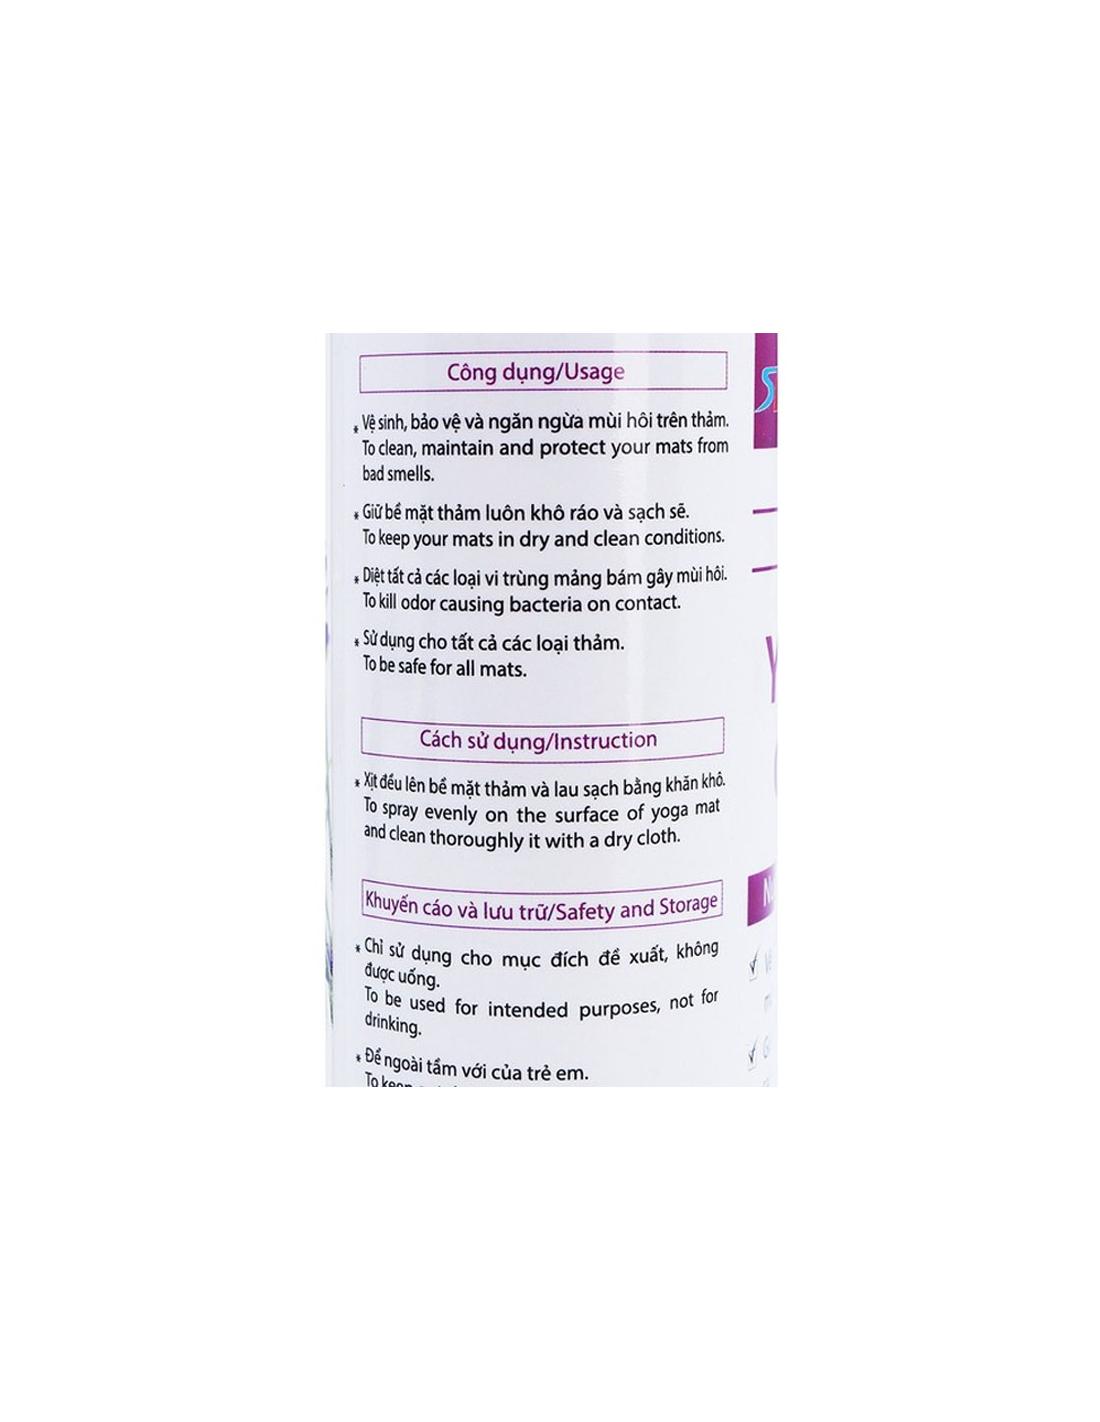 Công dụng/Usage
* Vệ sinh, bảo vệ và ngăn ngừa mùi hôi trên thảm.
To clean, maintain and protect your mats from
bad smells.
* Giữ bề mặt thảm luôn khô ráo và sạch sẽ.
To keep your mats in dry and clean conditions.
* Diệt tất cả các loại vi trùng mảng bám gây mùi hôi.
To kill odor causing bacteria on contact.
* Sử dụng cho tất cả các loại thảm.
To be safe for all mats.
Cách sử dụng/Instruction
* Xịt đều lên bề mặt thảm và lau sạch bằng khăn khô.
To spray evenly on the surface of yoga mat
and clean thoroughly it with a dry cloth.
Khuyến cáo và lưu trữ/Safety and Storage
* Chỉ sử dụng cho mục đích đề xuất, không
được uống.
To be used for intended purposes, not for
drinking.
* Để ngoài tầm với của trẻ em.
To keep